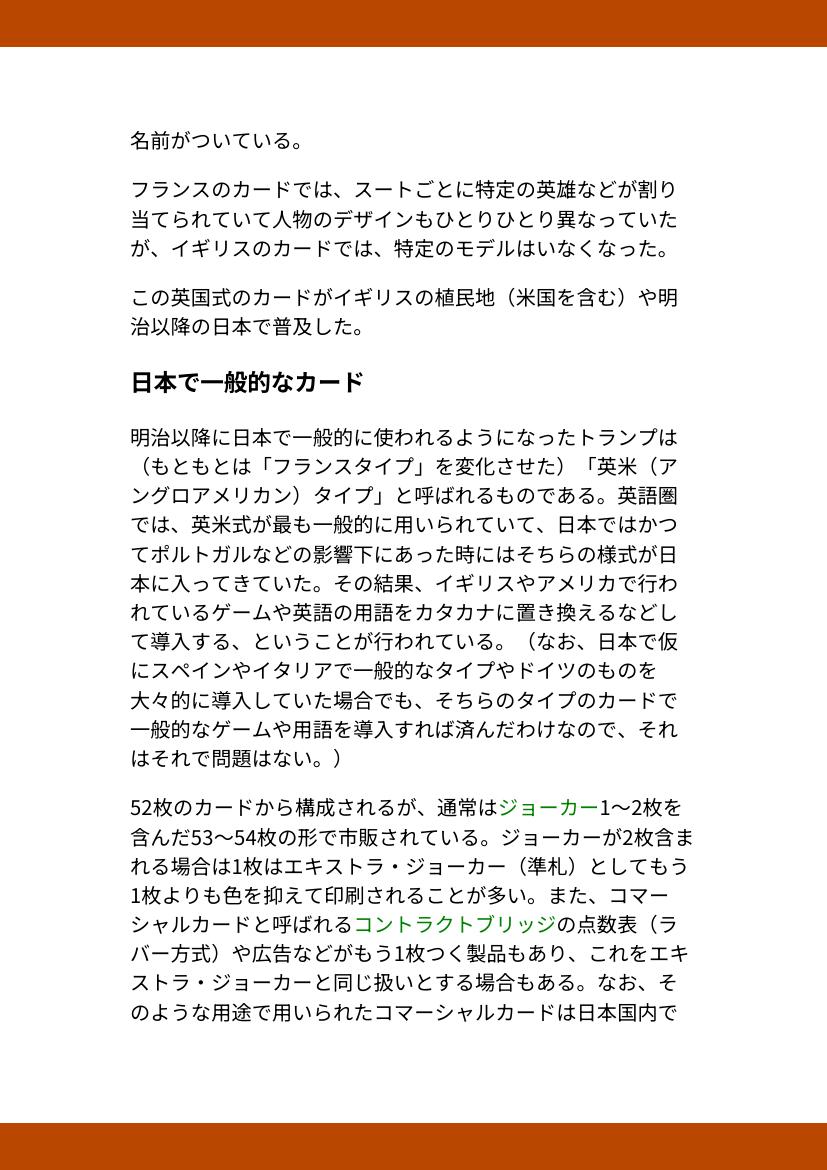 名前がついている。
フランスのカードでは、スートごとに特定の英雄などが割り
当てられていて人物のデザインもひとりひとり異なっていた
が、イギリスのカードでは、特定のモデルはいなくなった。
この英国式のカードがイギリスの植民地（米国を含む）や明
治以降の日本で普及した。
日本で一般的なカード
明治以降に日本で一般的に使われるようになったトランプは
（もともとは「フランスタイプ」を変化させた）「英米（ア
ングロアメリカン）タイプ」と呼ばれるものである。英語圏
では、英米式が最も一般的に用いられていて、日本ではかつ
てポルトガルなどの影響下にあった時にはそちらの様式が日
本に入ってきていた。その結果、イギリスやアメリカで行わ
れているゲームや英語の用語をカタカナに置き換えるなどし
て導入する、ということが行われている。（なお、日本で仮
にスペインやイタリアで一般的なタイプやドイツのものを
大々的に導入していた場合でも、そちらのタイプのカードで
一般的なゲームや用語を導入すれば済んだわけなので、それ
はそれで問題はない。）
52枚のカードから構成されるが、通常はジョーカー1〜2枚を
含んだ53〜54枚の形で市販されている。ジョーカーが2枚含ま
れる場合は1枚はエキストラ・ジョーカー（準札）としてもう
1枚よりも色を抑えて印刷されることが多い。また、コマー
シャルカードと呼ばれるコントラクトブリッジの点数表（ラ
バー方式）や広告などがもう1枚つく製品もあり、これをエキ
ストラ・ジョーカーと同じ扱いとする場合もある。なお、そ
のような用途で用いられたコマーシャルカードは日本国内で